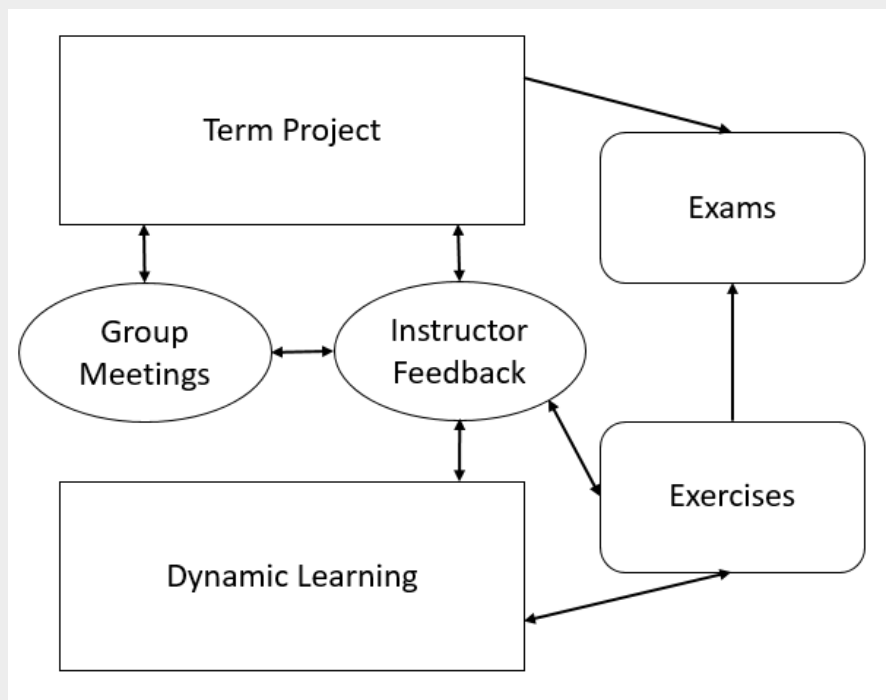 Term Project
Exams
Group
Meetings
Instructor
Feedback
Exercises
Dynamic Learning